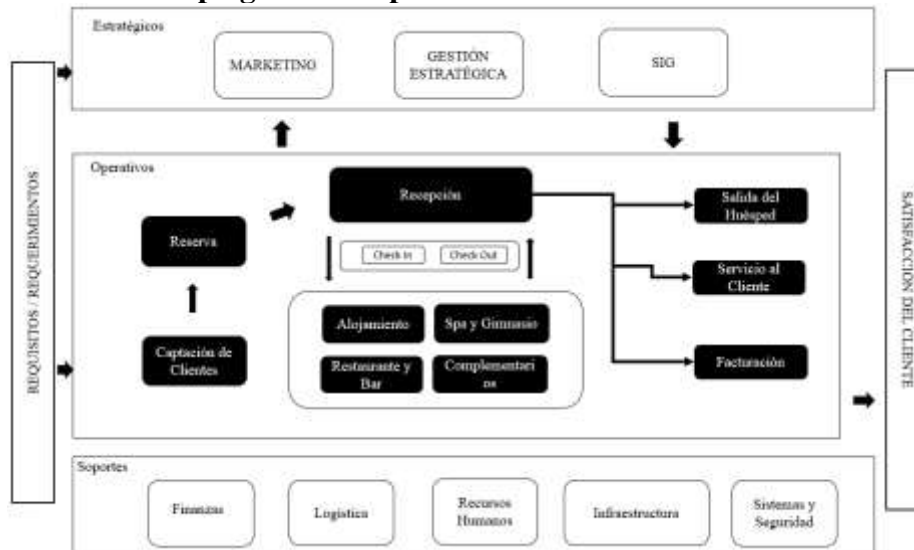 Estratégicos
MARKETING
GESTIÓN
ESTRATÉGICA
SIG
REQUISITOS / REQUERIMIENTOS
Operativos
Recepción
Reserva
Check In
Check Out
Captación de
Clientes
Alojamiento
Spa y Gimnasio
Restaurante y
Bar
Complementari
os
Salida del
Huésped
Servicio al
Cliente
Facturación
SATISFACCIÓN DEL CLIENTE
Soportes
Finanzas
Logística
Recursos
Humanos
Infraestructura
Sistemas y
Seguridad